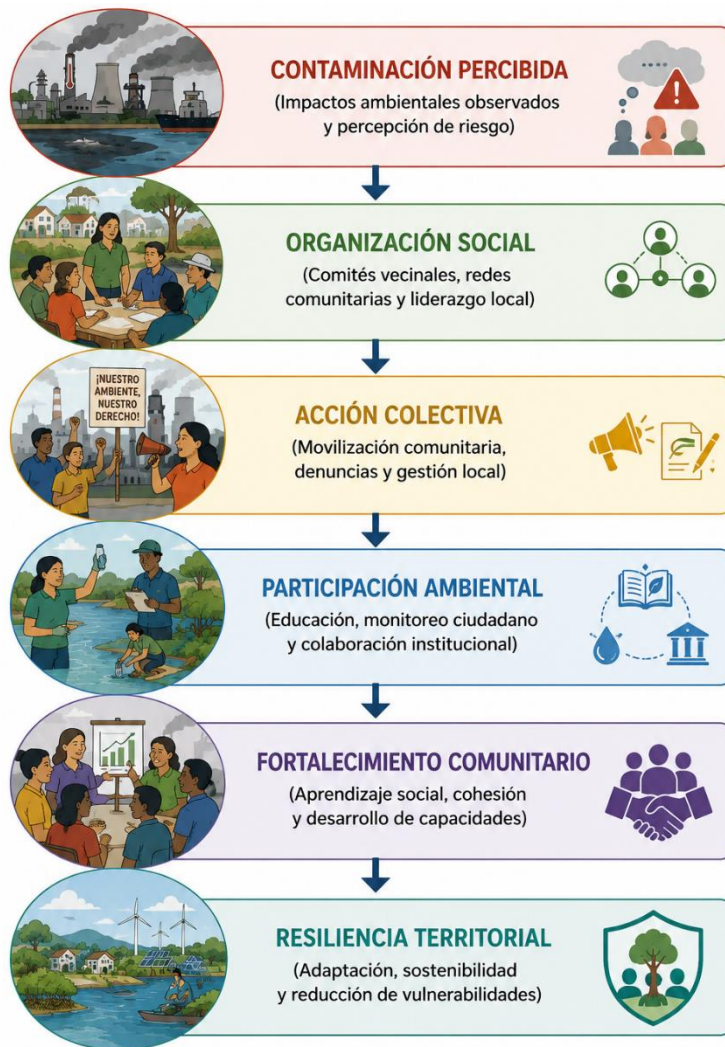 CONTAMINACIÓN PERCIBIDA
(Impactos ambientales observados
y percepción de riesgo)
ORGANIZACIÓN SOCIAL
(Comités vecinales, redes
comunitarias y liderazgo local)
¡NUESTRO
AMBIENTE,
NUESTRO
DERECHO!
ACCIÓN COLECTIVA
(Movilización comunitaria,
denuncias y gestión local)
PARTICIPACIÓN AMBIENTAL
(Educación, monitoreo ciudadano
y colaboración institucional)
FORTALECIMIENTO COMUNITARIO
(Aprendizaje social, cohesión
y desarrollo de capacidades)
RESILIENCIA TERRITORIAL
(Adaptación, sostenibilidad
y reducción de vulnerabilidades)